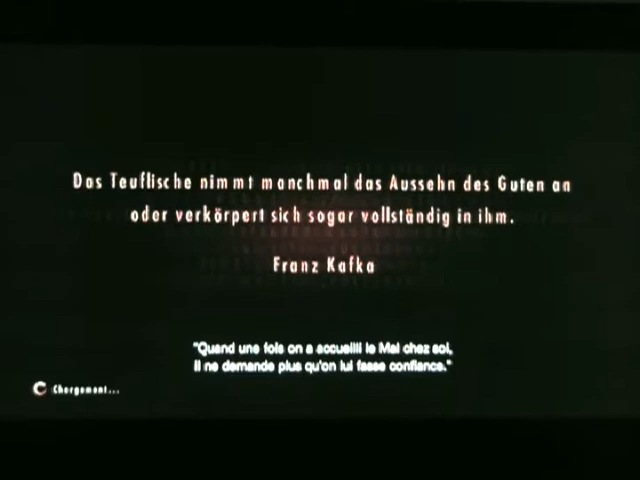 Das Teuflische nimmt manchmal das Aussehn des Guten an
oder verkörpert sich sogar vollständig in ihm.
Franz Kafka
"Quand une fois on a accueilli le Mal chez soi,
il ne demande plus qu'on lui fasse confiance."
Chargement...